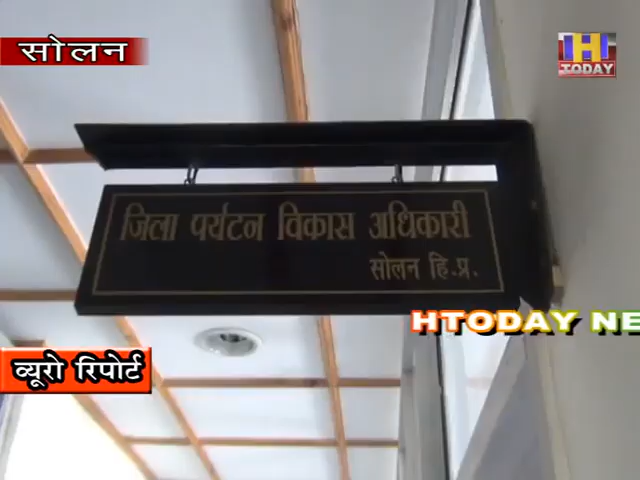 सोलन
H
TODAY
जिला पर्यटन विकास अधिकारी
सोलन हि.प्र.
HTODAY NE
व्यूरो रिपोर्ट